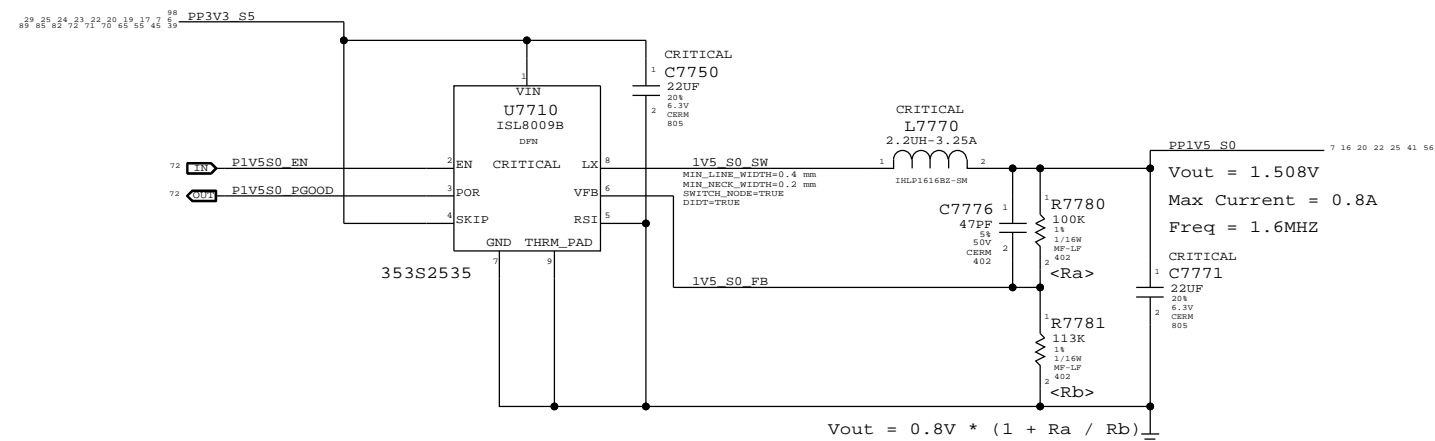 98
29 25 24 23 22 20 19 17 7 6
89 85 82 72 71 70 65 55 45 39
PP3V3_S5
CRITICAL
1
C7750
22UF
20%
6.3V
CERM
805
2
1
VIN
U7710
ISL8009B
DFN
CRITICAL
72 IN P1V5S0_EN 2 EN
72 OUT P1V5S0_PGOOD 3 POR
4 SKIP
LX 8
VFB 6
RSI 5
GND THRM_PAD
7 9
353S2535
1V5_S0_SW
MIN_LINE_WIDTH=0.4 mm
MIN_NECK_WIDTH=0.2 mm
SWITCH_NODE=TRUE
DIDT=TRUE
CRITICAL
L7770
2.2UH-3.25A
1 2
IHLP1616BZ-SM
PP1V5_S0 7 16 20 22 25 41 56
Vout = 1.508V
Max Current = 0.8A
Freq = 1.6MHZ
C7776
1
47PF
5%
50V
CERM
402
2
1
R7780
100K
1%
1/16W
MF-LF
402
2
<Ra>
1V5_S0_FB
1
R7781
113K
1%
1/16W
MF-LF
402
2
<Rb>
CRITICAL
1
C7771
22UF
20%
6.3V
CERM
805
2
Vout = 0.8V * (1 + Ra / Rb)